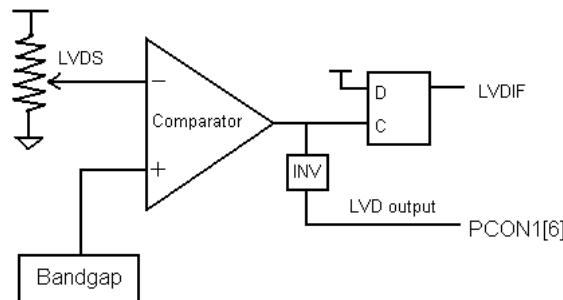 LVDS
−
Comparator
+
Bandgap
INV
LVD output
D
C
LVDIF
PCON1[6]